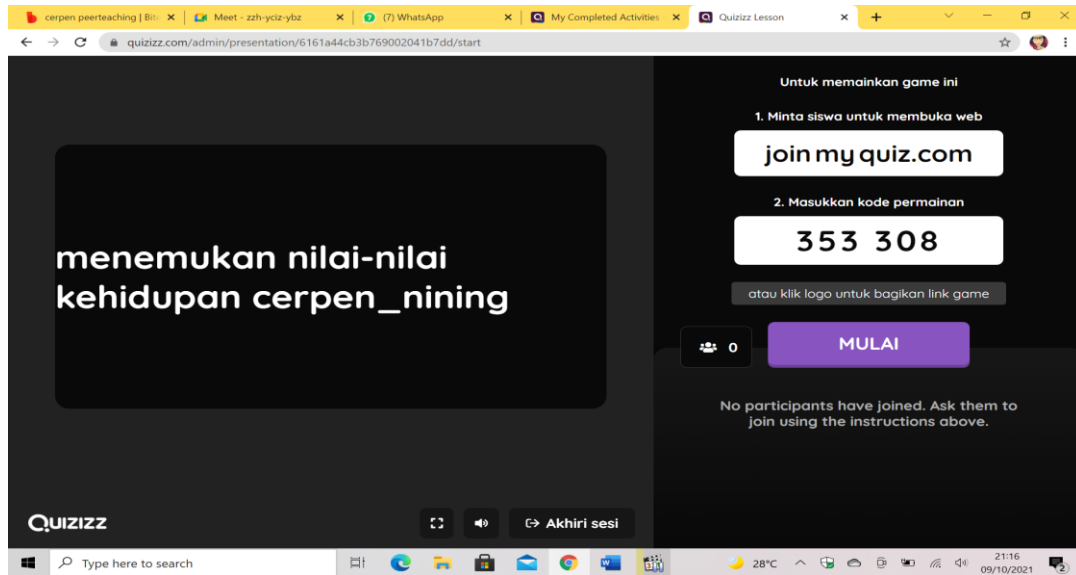 cerpen peerteaching | Bit
Meet - zzh-yciz-ybz
(7) WhatsApp
My Completed Activities
Quizizz Lesson
quizizz.com/admin/presentation/6161a44cb3b769002041b7dd/start
menemukan nilai-nilai
kehidupan cerpen_nining
Untuk memainkan game ini
1. Minta siswa untuk membuka web
joinmyquiz.com
2. Masukkan kode permainan
353 308
atau klik logo untuk bagikan link game
0
MULAI
No participants have joined. Ask them to
join using the instructions above.
QUIZIZZ
Akhiri sesi
Type here to search
28°C
21:16
09/10/2021
2